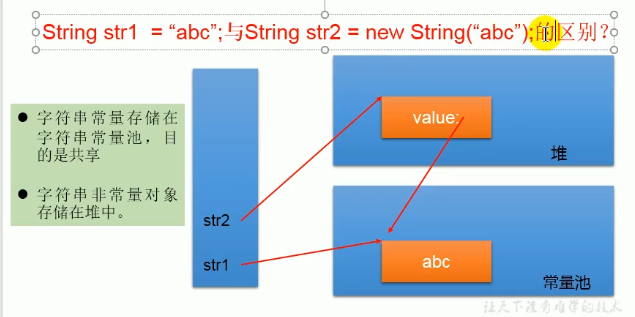 String str1 = “abc”;与String str2 = new String(“abc”);的区别？
● 字符串常量存储在
字符串常量池，目
的是共享
● 字符串非常量对象
存储在堆中。
value:
堆
str2
str1
abc
常量池
让天下没有难学的技术